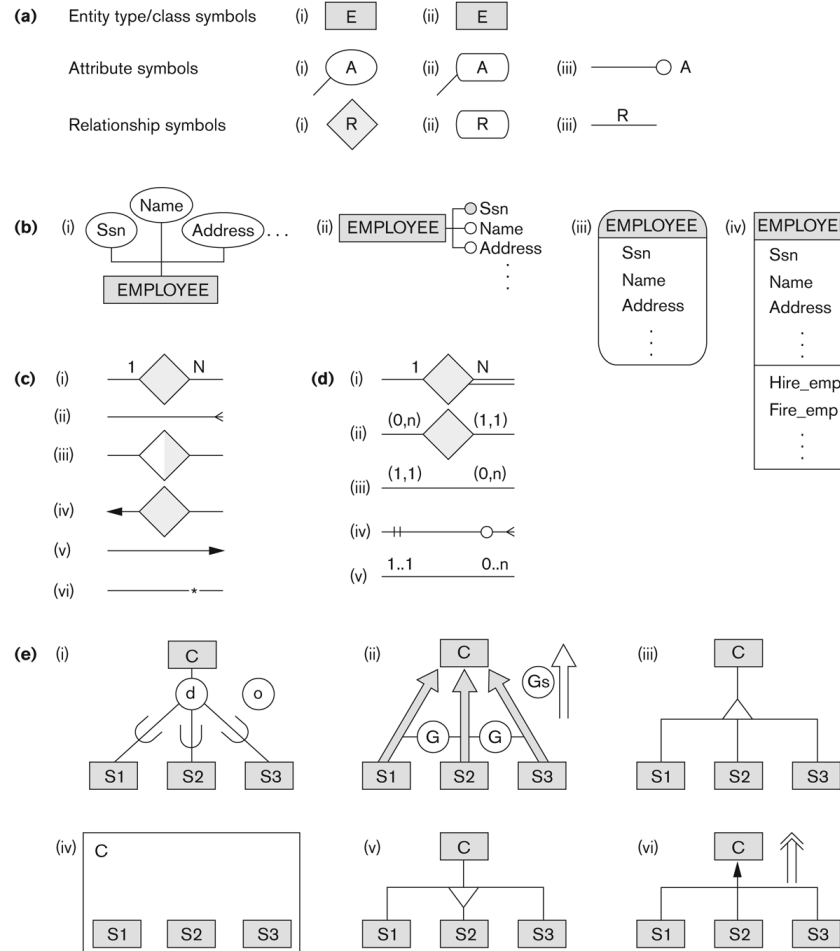 (a) Entity type/class symbols (i) E (ii) E
Attribute symbols (i) A (ii) A (iii) A
Relationship symbols (i) R (ii) R (iii) R
(b) (i) Ssn Name Address . . .
EMPLOYEE
(ii) EMPLOYEE Ssn
Name
Address
(iii) EMPLOYEE
Ssn
Name
Address
(iv) EMPLOYE
Ssn
Name
Address
Hire_emp
Fire_emp
(c) (i) 1 N
(ii)
(iii)
(iv)
(v)
(vi) *
(d) (i) 1 N
(ii) (0,n) (1,1)
(iii) (1,1) (0,n)
(iv)
(v) 1..1 0..n
(e) (i) C
d o
S1 S2 S3
(ii) C
Gs
G G
S1 S2 S3
(iii) C
S1 S2 S3
(iv) C
S1 S2 S3
(v) C
S1 S2 S3
(vi) C
S1 S2 S3